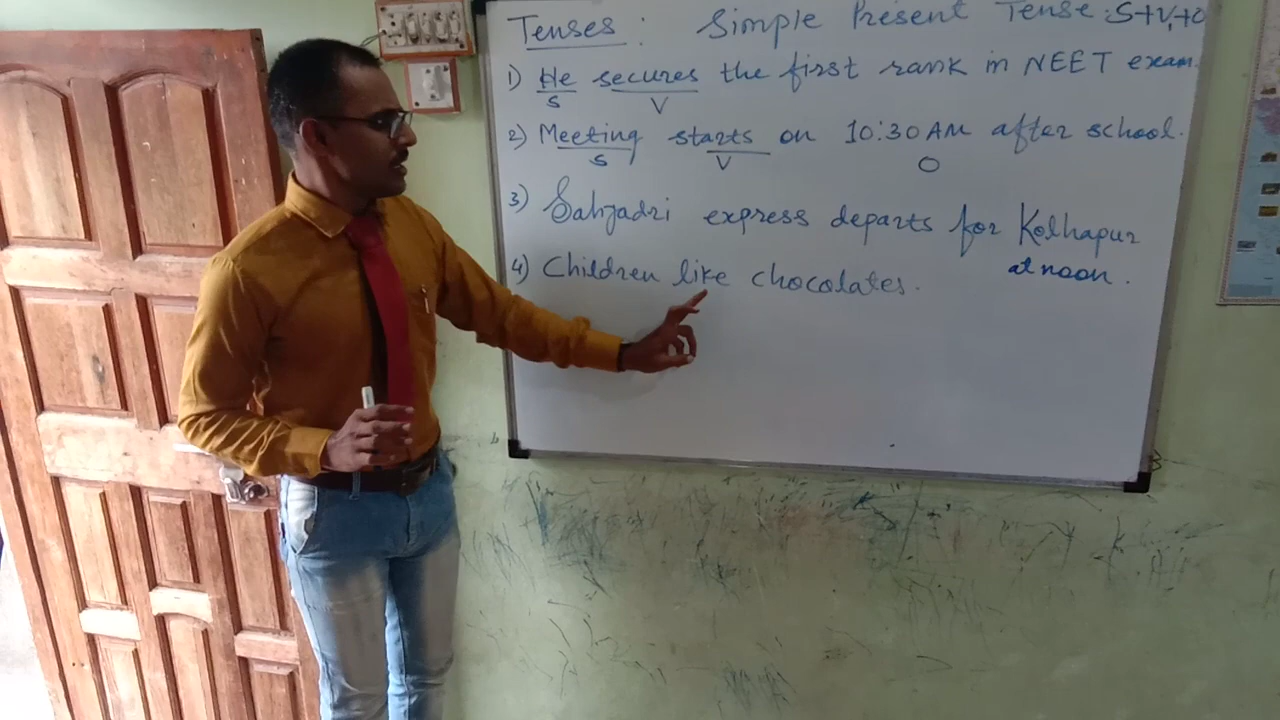 Tenses : Simple Present Tense : S+V₁+O
1) He secures the first rank in NEET exam.
S V
2) Meeting starts on 10:30 AM after school.
S V O
3) Sahyadri express departs for Kolhapur
at noon.
4) Children like chocolates.